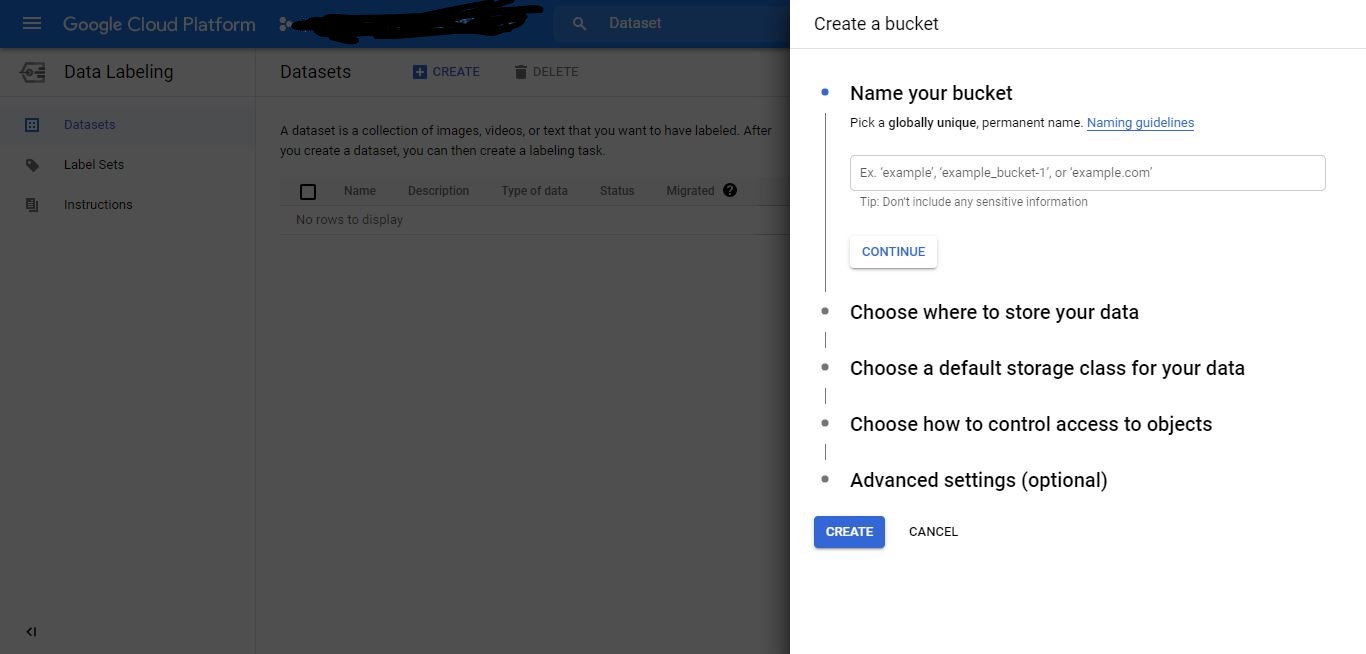 Google Cloud Platform
Dataset
Data Labeling
Datasets
Label Sets
Instructions
Datasets
CREATE
DELETE
A dataset is a collection of images, videos, or text that you want to have labeled. After
you create a dataset, you can then create a labeling task.
Name Description Type of data Status Migrated ?
No rows to display
Create a bucket
Name your bucket
Pick a globally unique, permanent name. Naming guidelines
Ex. 'example', 'example_bucket-1', or 'example.com'
Tip: Don't include any sensitive information
CONTINUE
Choose where to store your data
Choose a default storage class for your data
Choose how to control access to objects
Advanced settings (optional)
CREATE CANCEL